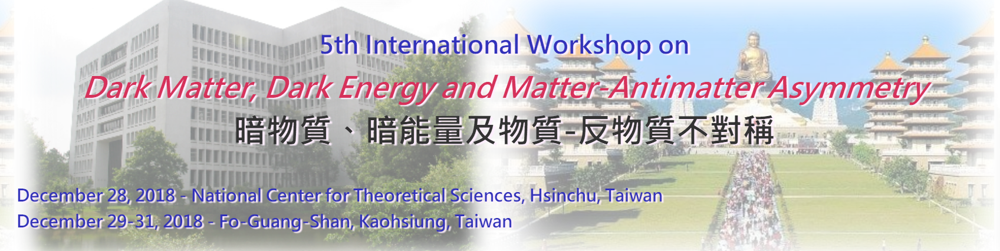 5th International Workshop on
Dark Matter, Dark Energy and Matter-Antimatter Asymmetry
暗物質、暗能量及物質-反物質不對稱
December 28, 2018 - National Center for Theoretical Sciences, Hsinchu, Taiwan
December 29-31, 2018 - Fo-Guang-Shan, Kaohsiung, Taiwan